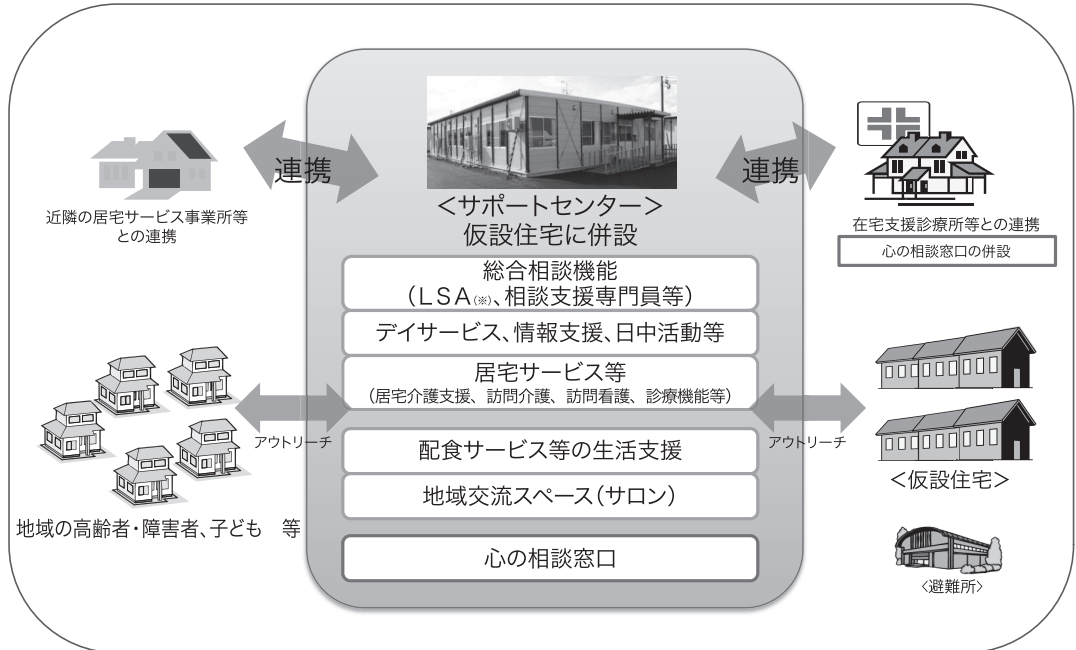 連携
連携
近隣の居宅サービス事業所等
との連携
<サポートセンター>
仮設住宅に併設
在宅支援診療所等との連携
心の相談窓口の併設
総合相談機能
(LSA(※)、相談支援専門員等)
デイサービス、情報支援、日中活動等
居宅サービス等
(居宅介護支援、訪問介護、訪問看護、診療機能等)
アウトリーチ
アウトリーチ
配食サービス等の生活支援
地域交流スペース(サロン)
心の相談窓口
地域の高齢者・障害者、子ども 等
<仮設住宅>
〈避難所〉